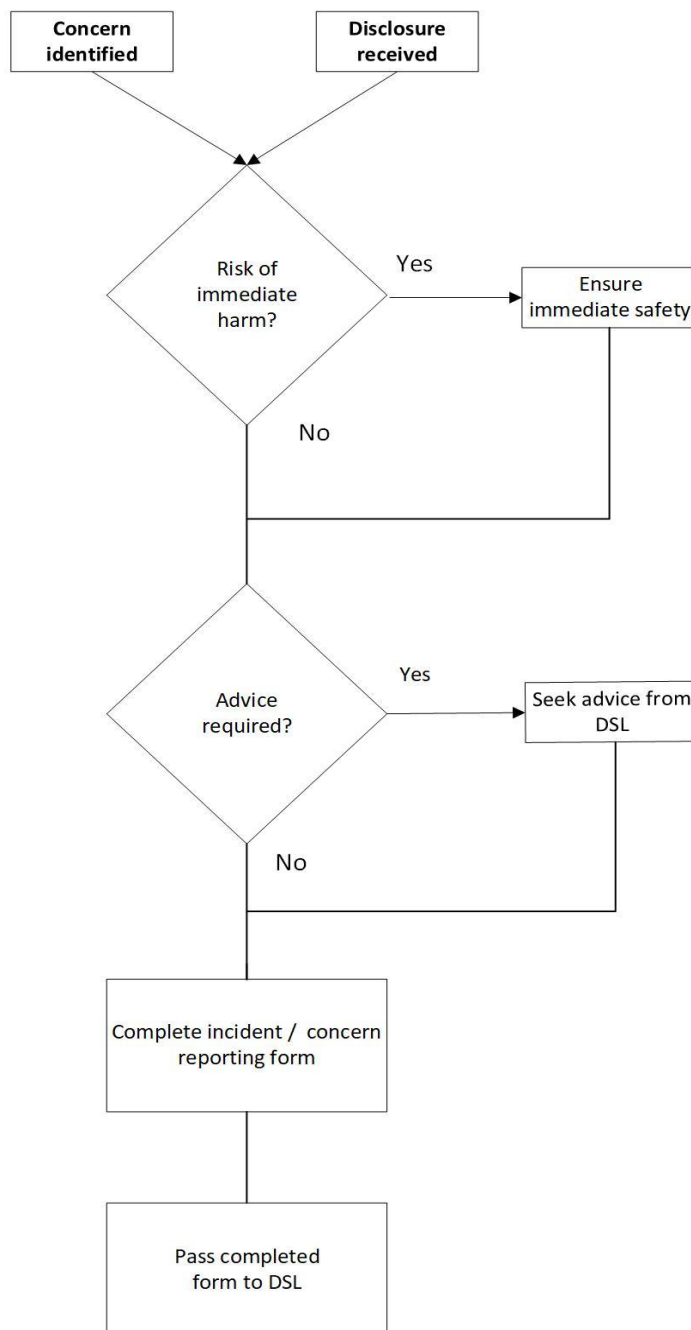 Concern
identified
Disclosure
received
Risk of
immediate
harm?
Yes
Ensure
immediate safety
No
Advice
required?
Yes
Seek advice from
DSL
No
Complete incident / concern
reporting form
Pass completed
form to DSL